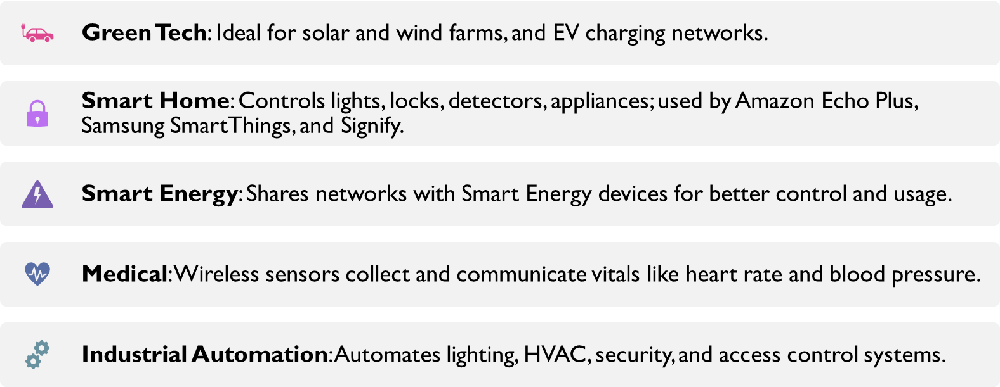 Green Tech: Ideal for solar and wind farms, and EV charging networks.
Smart Home: Controls lights, locks, detectors, appliances; used by Amazon Echo Plus,
Samsung SmartThings, and Signify.
Smart Energy: Shares networks with Smart Energy devices for better control and usage.
Medical: Wireless sensors collect and communicate vitals like heart rate and blood pressure.
Industrial Automation: Automates lighting, HVAC, security, and access control systems.